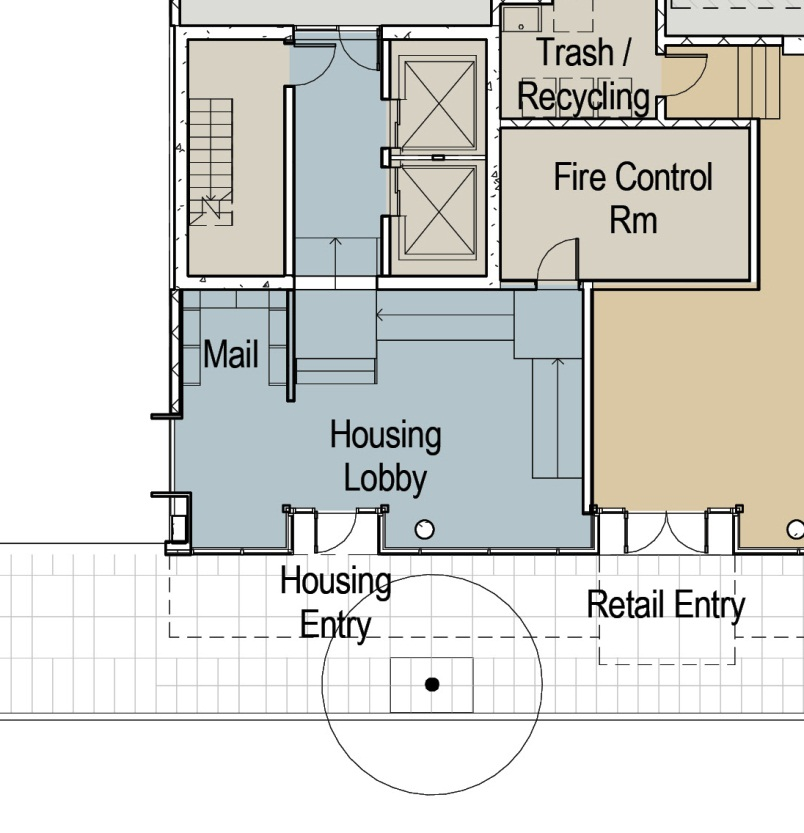 Trash /
Recycling
Fire Control
Rm
Mail
Housing
Lobby
Housing
Entry
Retail Entry